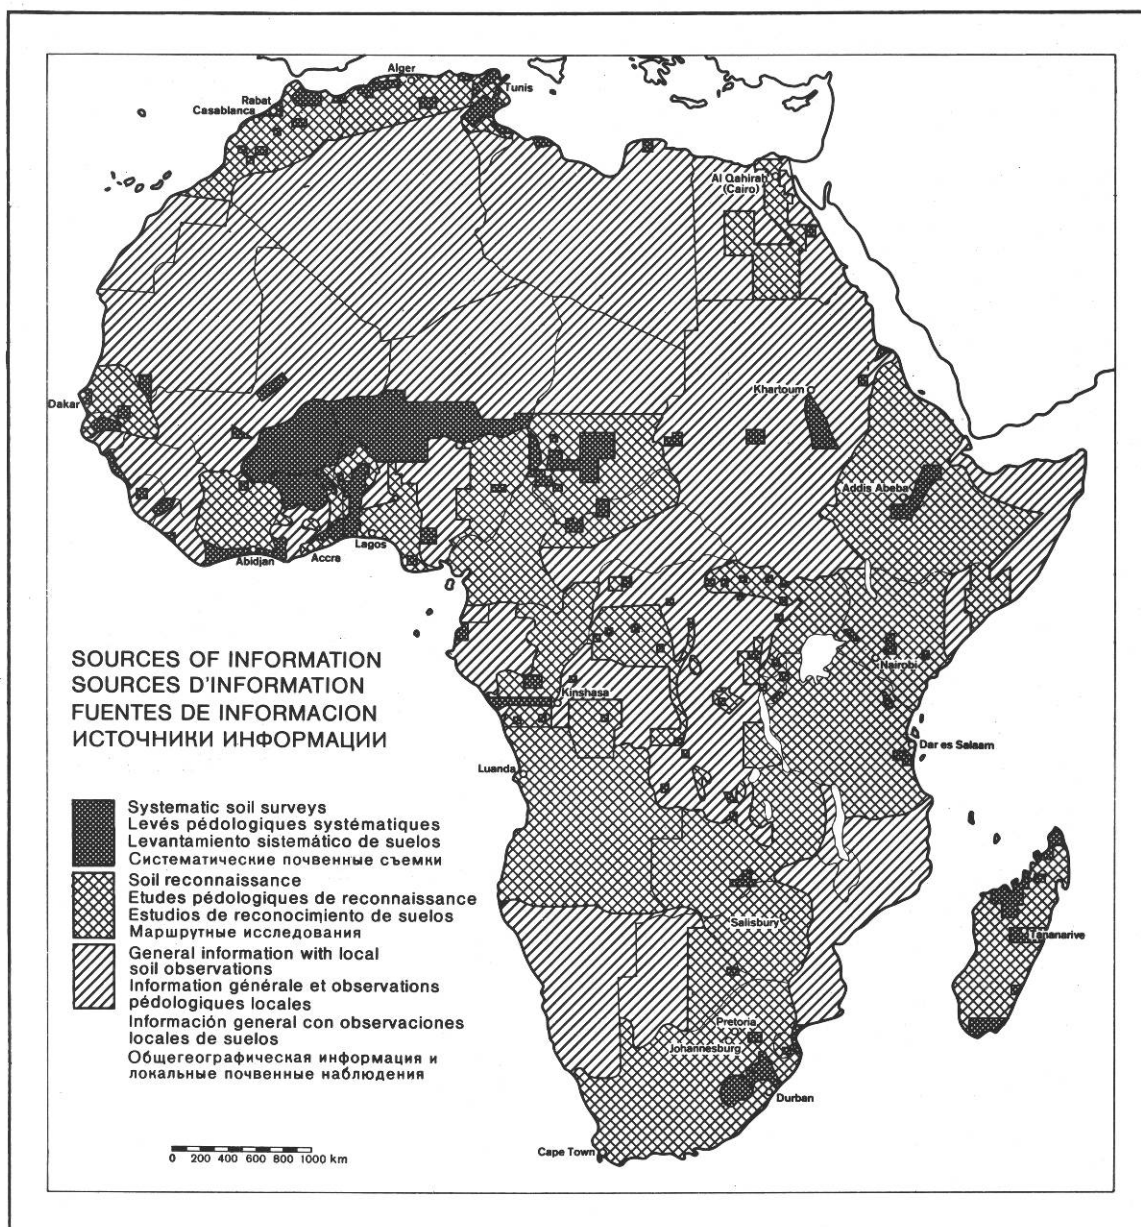 Alger
Tunis
Rabat
Casablanca
Al Qahirah
(Cairo)
Dakar
Khartoum
Addis Ababa
Abidjan
Accra
Lagos
SOURCES OF INFORMATION
SOURCES D'INFORMATION
FUENTES DE INFORMACION
ИСТОЧНИКИ ИНФОРМАЦИИ
Nairobi
Kinshasa
Dar es Salaam
Luanda
Systematic soil surveys
Levés pédologiques systématiques
Levantamiento sistemático de suelos
Систематические почвенные съемки
Soil reconnaissance
Etudes pédologiques de reconnaissance
Estudios de reconocimiento de suelos
Маршрутные исследования
General information with local
soil observations
Information générale et observations
pédologiques locales
Información general con observaciones
locales de suelos
Общегеографическая информация и
локальные почвенные наблюдения
Salisbury
Tananarive
Pretoria
Johannesburg
Durban
Cape Town
0 200 400 600 800 1000 km